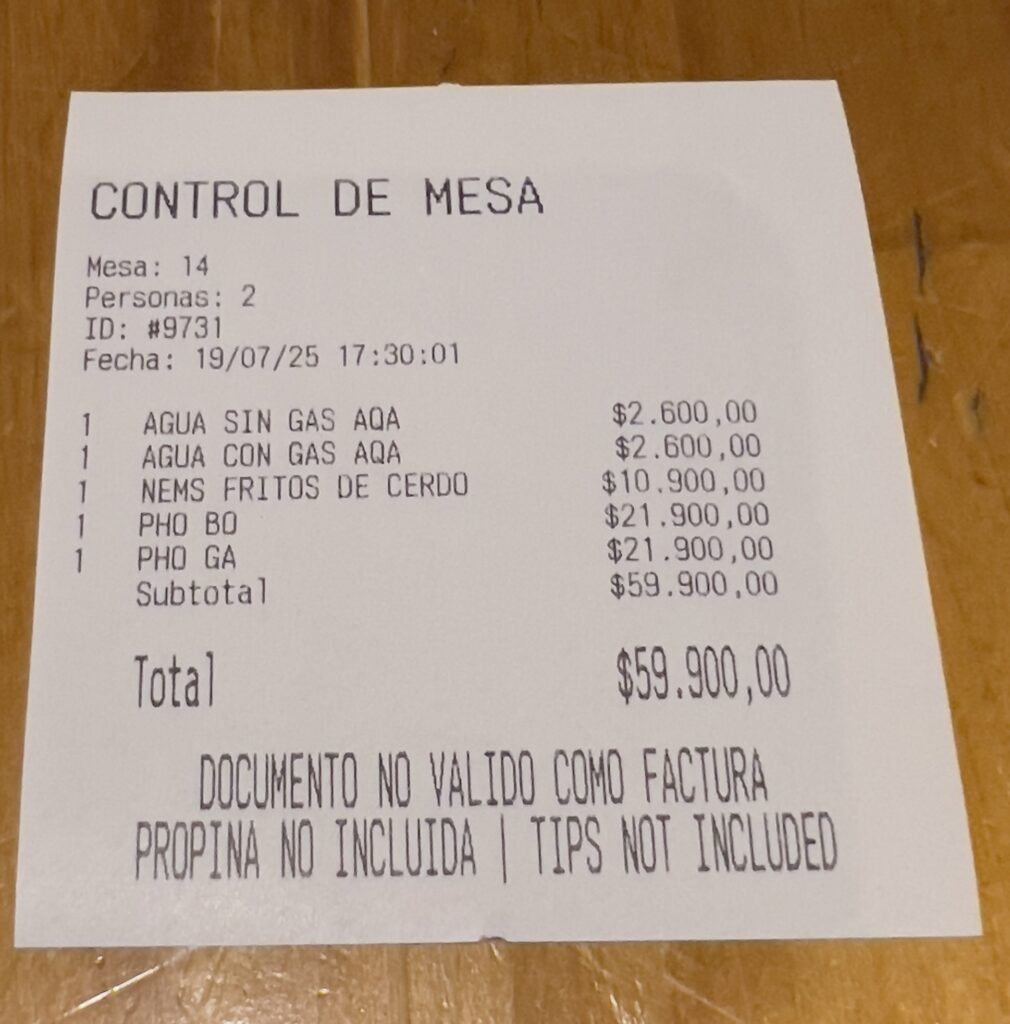 CONTROL DE MESA
Mesa: 14
Personas: 2
ID: #9731
Fecha: 19/07/25 17:30:01
1 AGUA SIN GAS AQA $2.600,00
1 AGUA CON GAS AQA $2.600,00
1 NEMS FRITOS DE CERDO $10.900,00
1 PHO BO $21.900,00
1 PHO GA $21.900,00
Subtotal $59.900,00
Total $59.900,00
DOCUMENTO NO VALIDO COMO FACTURA
PROPINA NO INCLUIDA | TIPS NOT INCLUDED